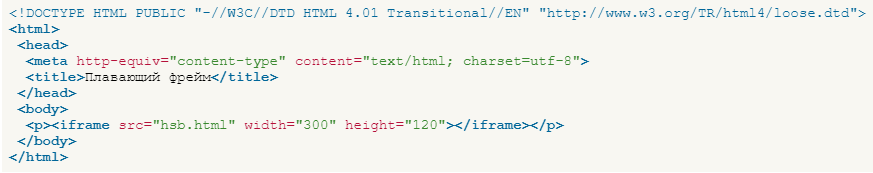 <!DOCTYPE HTML PUBLIC "-//W3C//DTD HTML 4.01 Transitional//EN" "http://www.w3.org/TR/html4/loose.dtd">
<html>
<head>
<meta http-equiv="content-type" content="text/html; charset=utf-8">
<title>Плавающий фрейм</title>
</head>
<body>
<p><iframe src="hsb.html" width="300" height="120"></iframe></p>
</body>
</html>